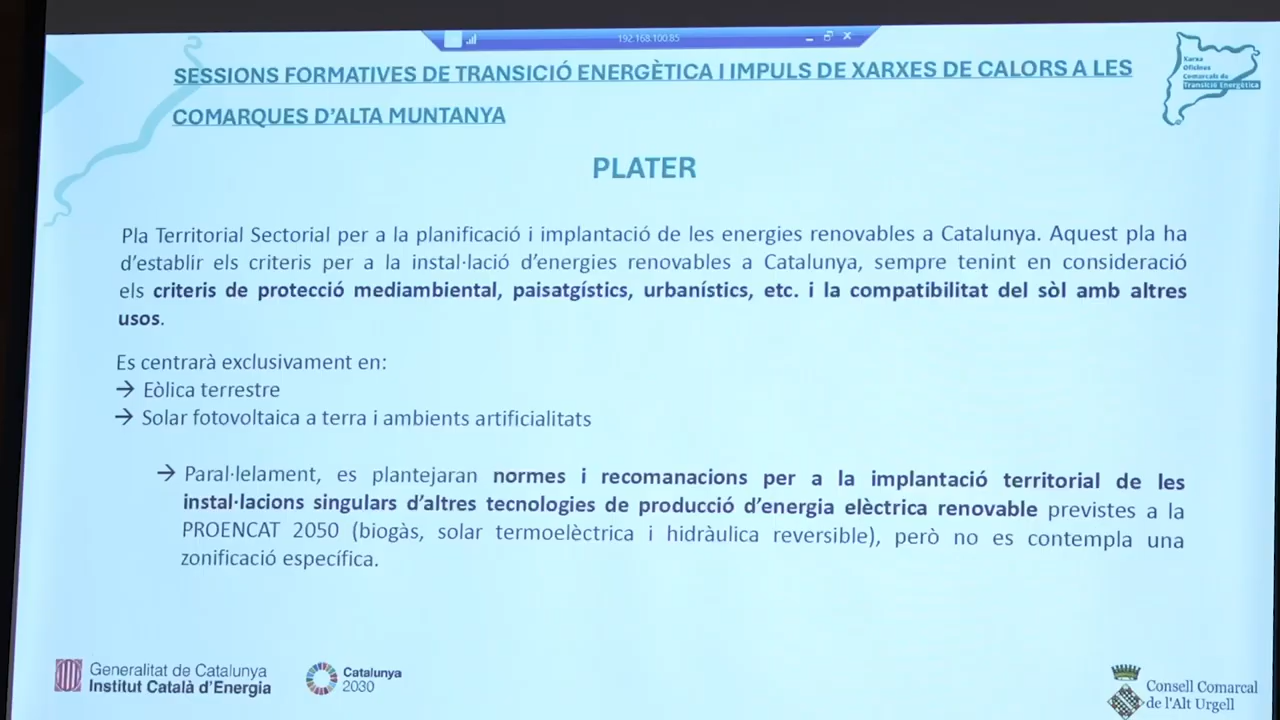 192.168.100.85
SESSIONS FORMATIVES DE TRANSICIÓ ENERGÈTICA I IMPULS DE XARXES DE CALORS A LES
COMARQUES D'ALTA MUNTANYA
Xarxa
Oficines
Comarcals de
Transició Energètica
PLATER
Pla Territorial Sectorial per a la planificació i implantació de les energies renovables a Catalunya. Aquest pla ha
d'establir els criteris per a la instal·lació d'energies renovables a Catalunya, sempre tenint en consideració
els criteris de protecció mediambiental, paisatgístics, urbanístics, etc. i la compatibilitat del sòl amb altres
usos.
Es centrarà exclusivament en:
→ Eòlica terrestre
→ Solar fotovoltaica a terra i ambients artificialitats
→ Paral·lelament, es plantejaran normes i recomanacions per a la implantació territorial de les
instal·lacions singulars d'altres tecnologies de producció d'energia elèctrica renovable previstes a la
PROENCAT 2050 (biogàs, solar termoelèctrica i hidràulica reversible), però no es contempla una
zonificació específica.
Generalitat de Catalunya
Institut Català d'Energia
Catalunya
2030
Consell Comarcal
de l'Alt Urgell